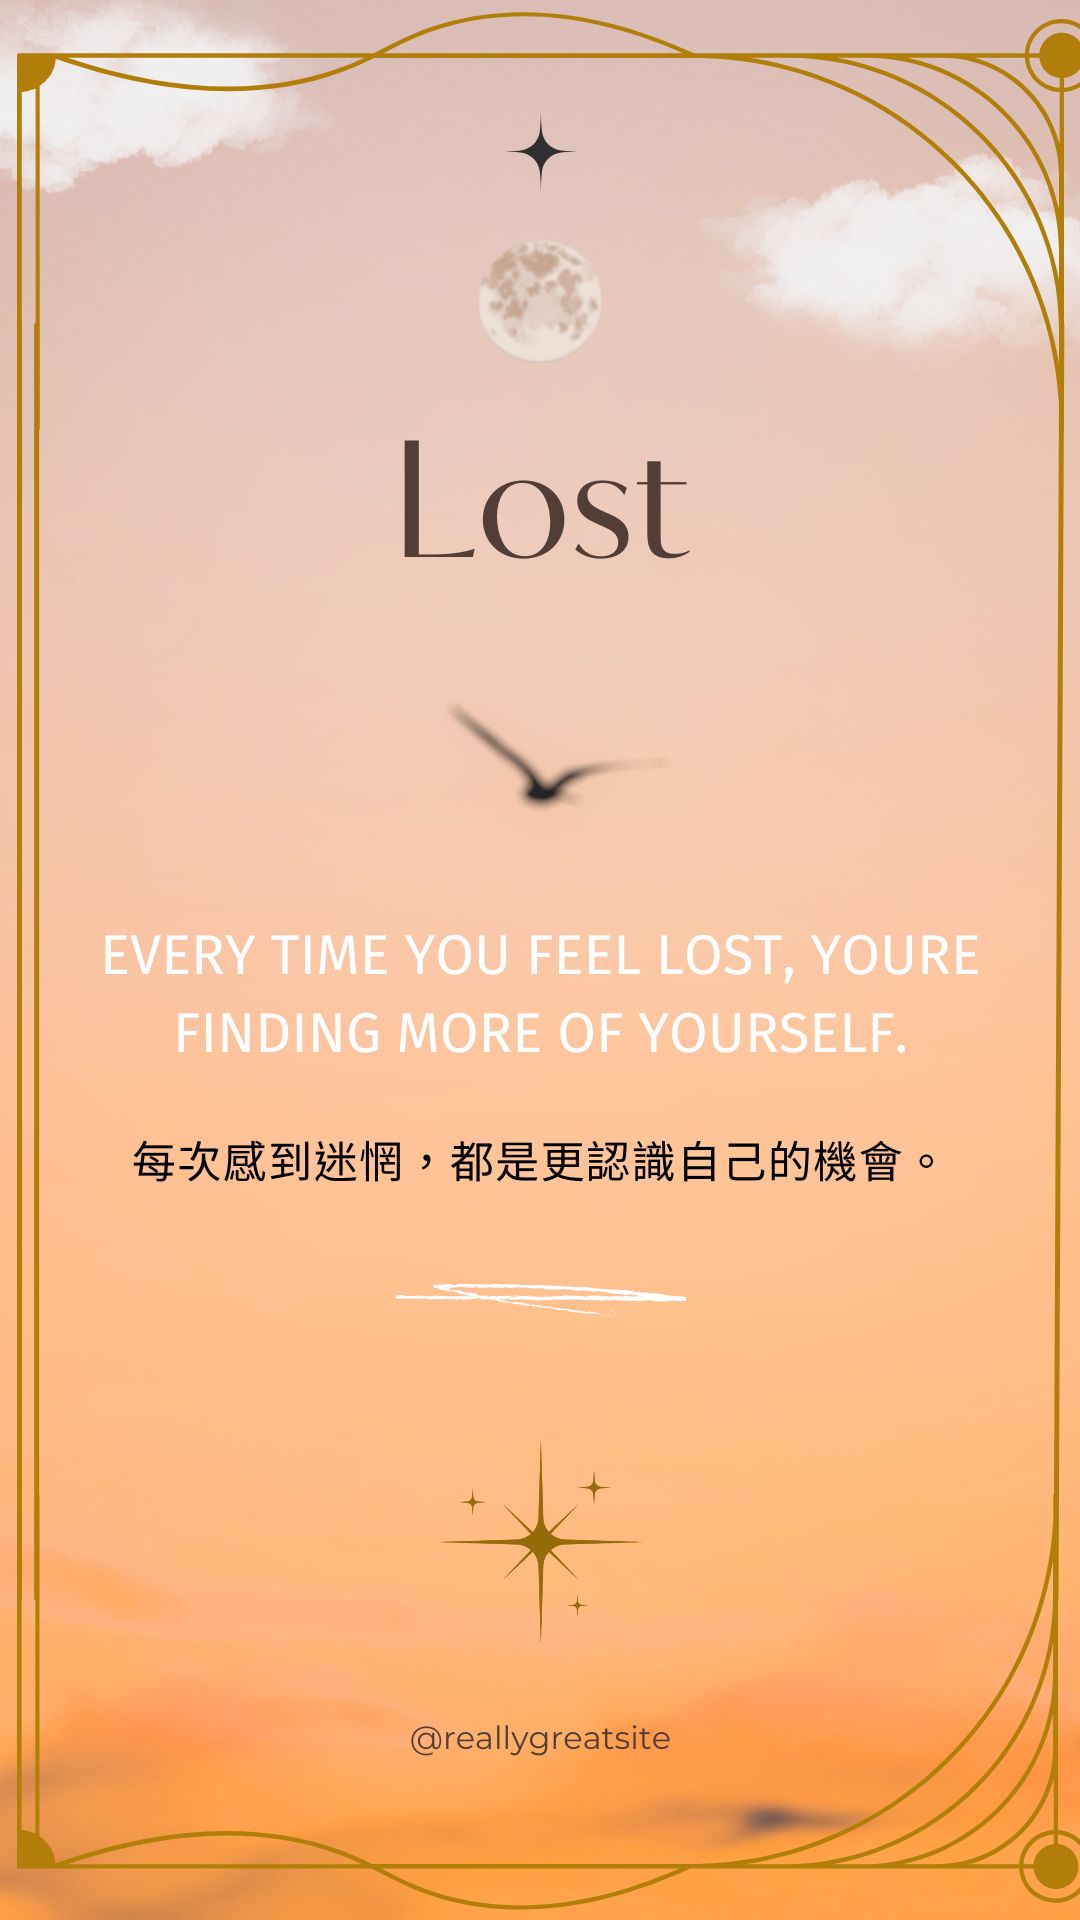 Lost
EVERY TIME YOU FEEL LOST, YOURE
FINDING MORE OF YOURSELF.
每次感到迷惘，都是更認識自己的機會。
@reallygreatsite